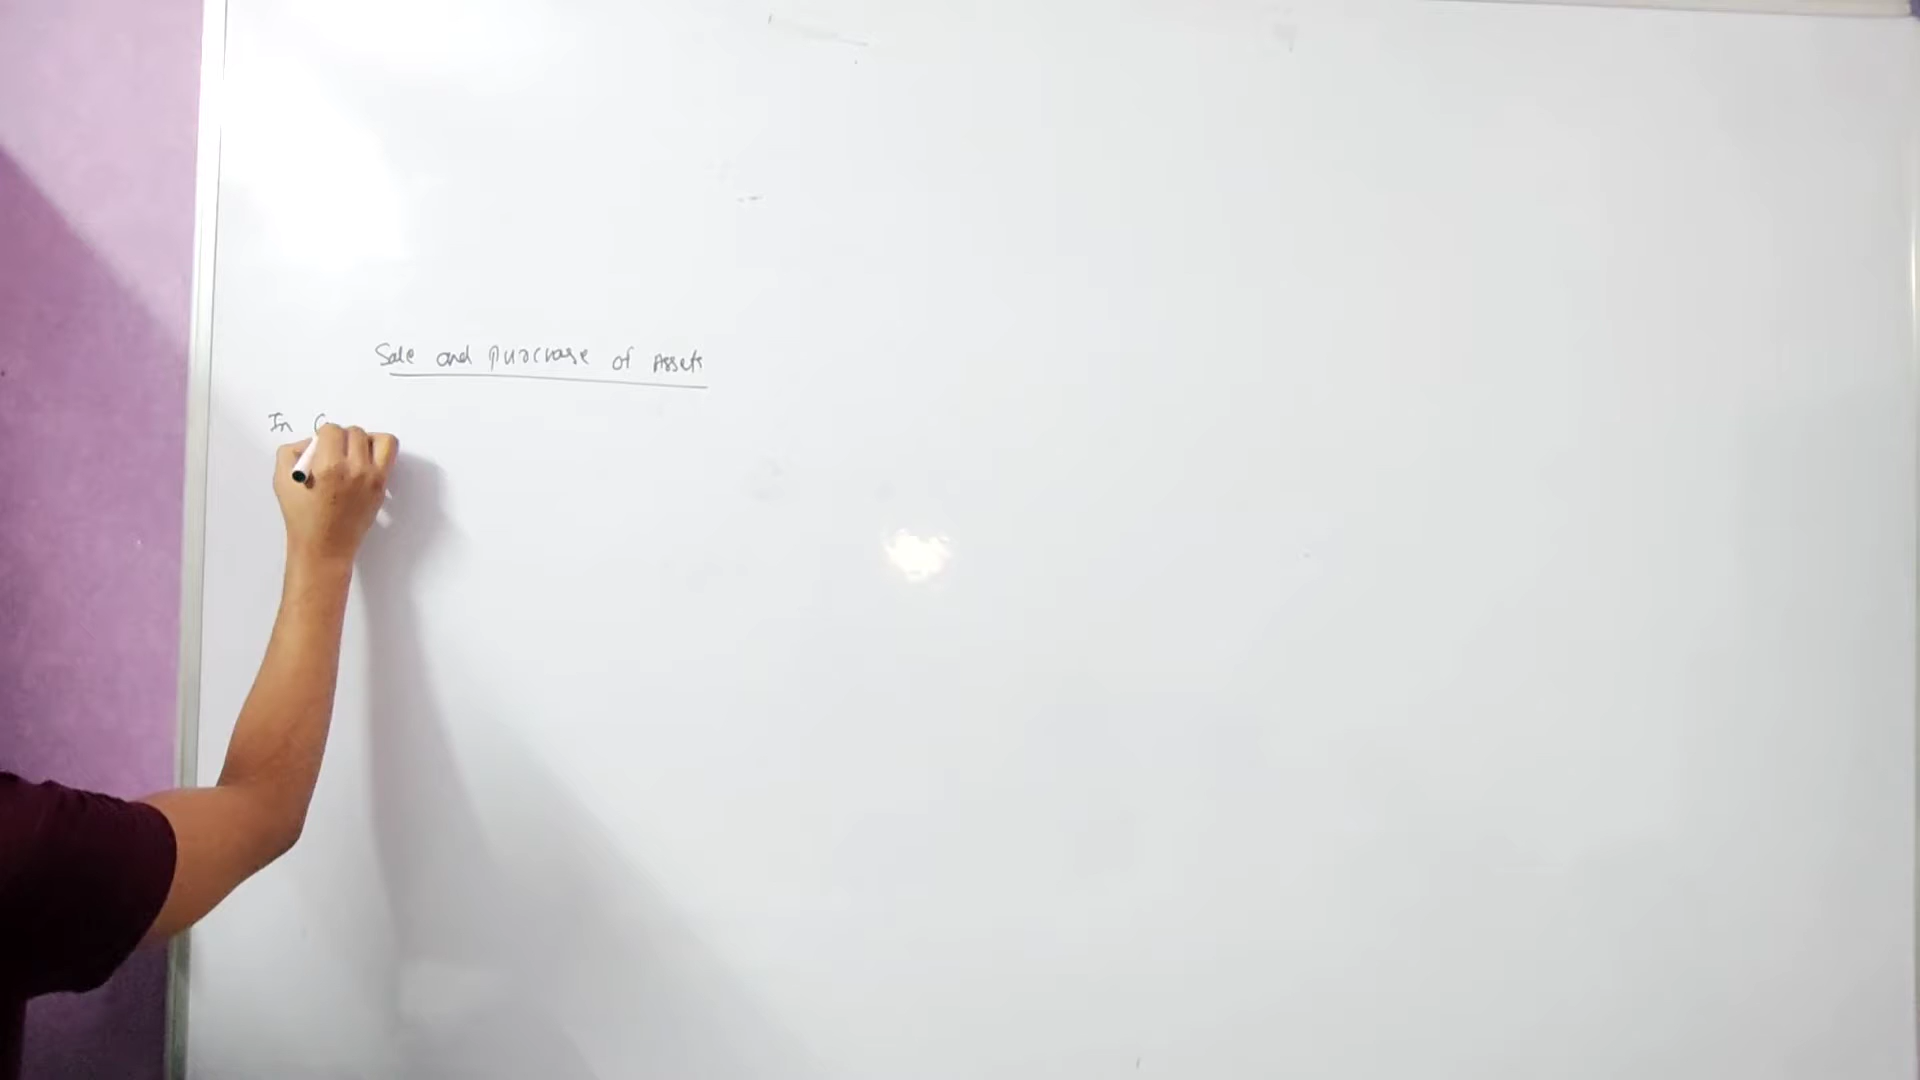 Sale and Purchase of Assets
In